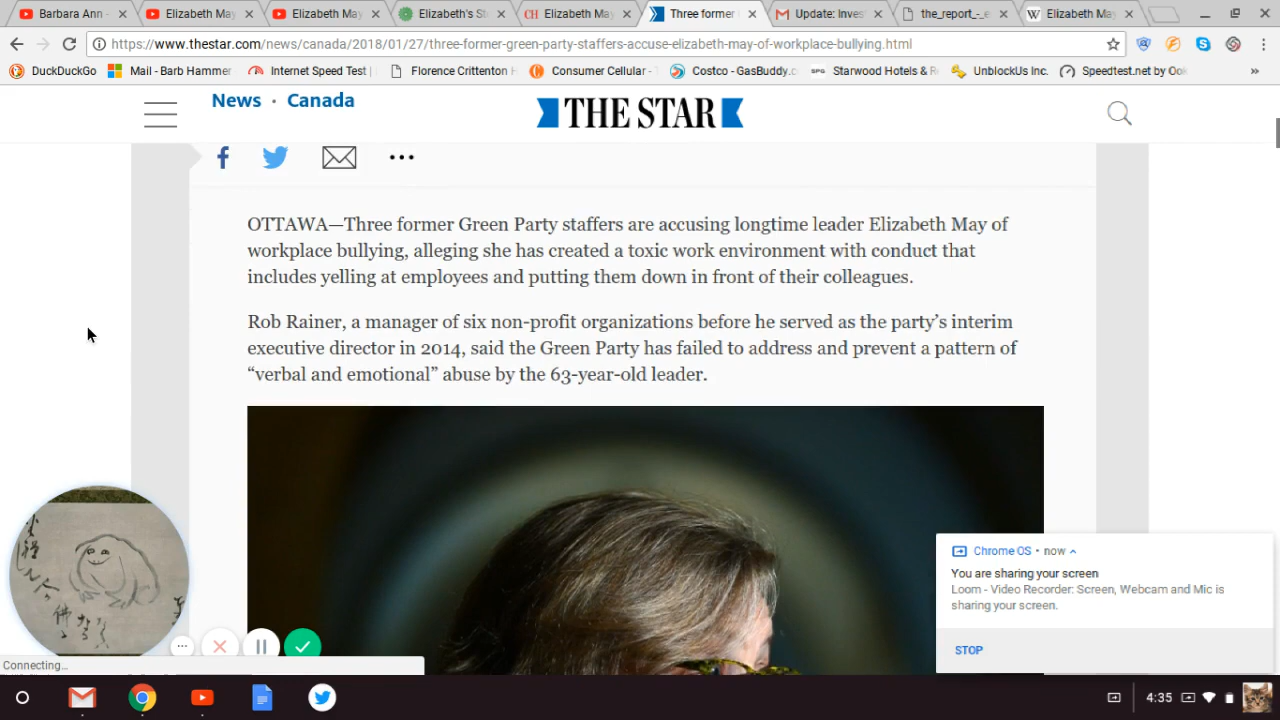 Barbara Ann -
Elizabeth May
Elizabeth May
Elizabeth's St
CH Elizabeth May
Three former
Update: Inves
the_report_-_e
W Elizabeth May
https://www.thestar.com/news/canada/2018/01/27/three-former-green-party-staffers-accuse-elizabeth-may-of-workplace-bullying.html
DuckDuckGo
Mail - Barb Hammer
Internet Speed Test |
Florence Crittenton H
Consumer Cellular -
Costco - GasBuddy.c
SPG Starwood Hotels & R
UnblockUs Inc.
Speedtest.net by Ook
»
News · Canada
THE STAR
OTTAWA—Three former Green Party staffers are accusing longtime leader Elizabeth May of
workplace bullying, alleging she has created a toxic work environment with conduct that
includes yelling at employees and putting them down in front of their colleagues.
Rob Rainer, a manager of six non-profit organizations before he served as the party's interim
executive director in 2014, said the Green Party has failed to address and prevent a pattern of
“verbal and emotional” abuse by the 63-year-old leader.
Chrome OS • now
You are sharing your screen
Loom - Video Recorder: Screen, Webcam and Mic is
sharing your screen.
STOP
Connecting...
4:35